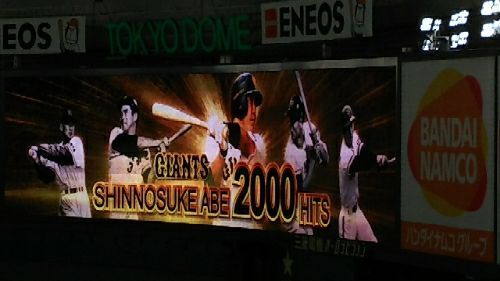 ENEOS
TOKYO DOME
ENEOS
GIANTS
SHINNOSUKE ABE 2000 HITS
BANDAI
NAMCO
バンダイナムコグループ